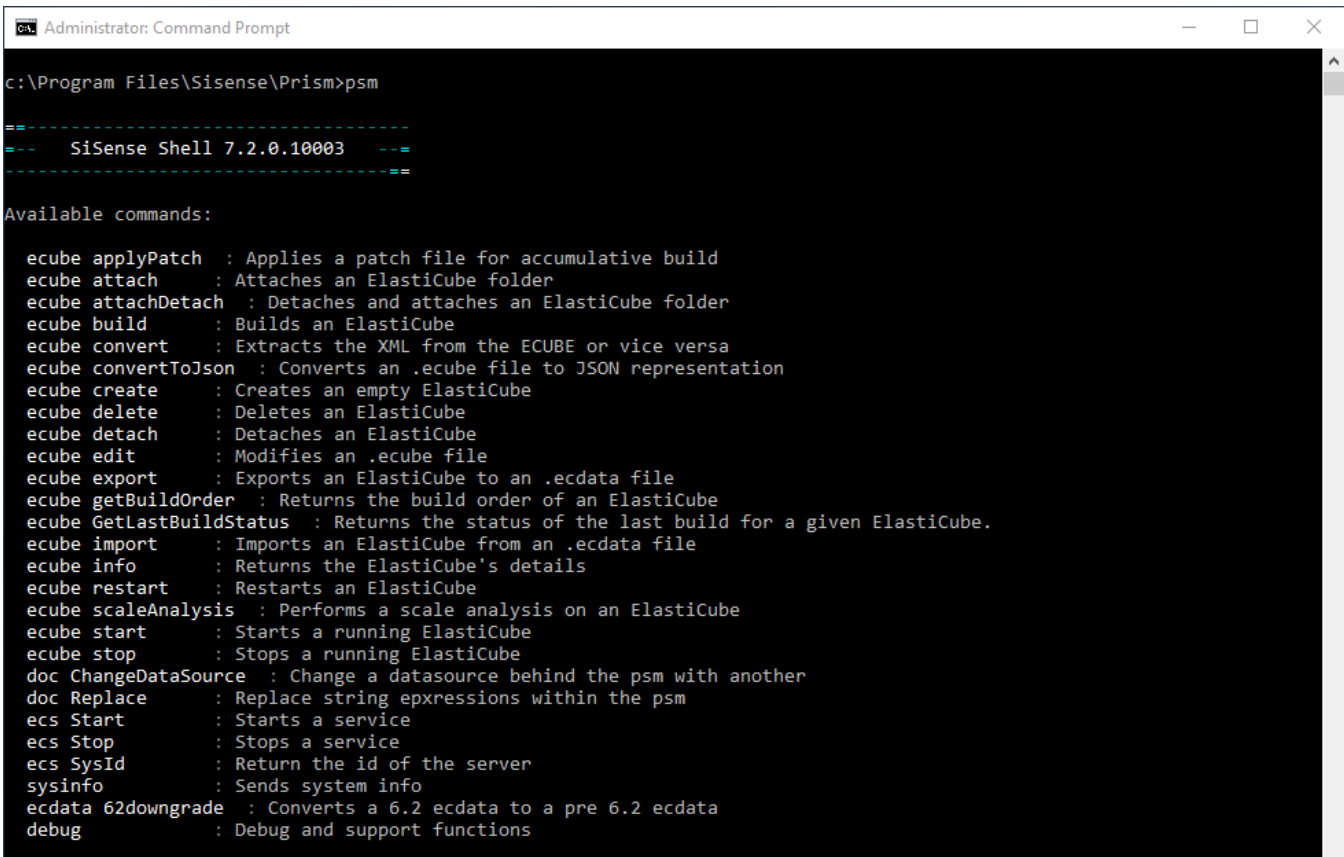 Administrator: Command Prompt
c:\Program Files\Sisense\Prism>psm
==-----------------------------------
=--   SiSense Shell 7.2.0.10003   --=
-----------------------------------==
Available commands:
ecube applyPatch  : Applies a patch file for accumulative build
ecube attach     : Attaches an ElastiCube folder
ecube attachDetach  : Detaches and attaches an ElastiCube folder
ecube build      : Builds an ElastiCube
ecube convert    : Extracts the XML from the ECUBE or vice versa
ecube convertToJson  : Converts an .ecube file to JSON representation
ecube create     : Creates an empty ElastiCube
ecube delete     : Deletes an ElastiCube
ecube detach     : Detaches an ElastiCube
ecube edit       : Modifies an .ecube file
ecube export     : Exports an ElastiCube to an .ecdata file
ecube getBuildOrder  : Returns the build order of an ElastiCube
ecube GetLastBuildStatus  : Returns the status of the last build for a given ElastiCube.
ecube import     : Imports an ElastiCube from an .ecdata file
ecube info       : Returns the ElastiCube's details
ecube restart    : Restarts an ElastiCube
ecube scaleAnalysis  : Performs a scale analysis on an ElastiCube
ecube start      : Starts a running ElastiCube
ecube stop       : Stops a running ElastiCube
doc ChangeDataSource  : Change a datasource behind the psm with another
doc Replace      : Replace string epxressions within the psm
ecs Start        : Starts a service
ecs Stop         : Stops a service
ecs SysId        : Return the id of the server
sysinfo          : Sends system info
ecdata 62downgrade  : Converts a 6.2 ecdata to a pre 6.2 ecdata
debug            : Debug and support functions